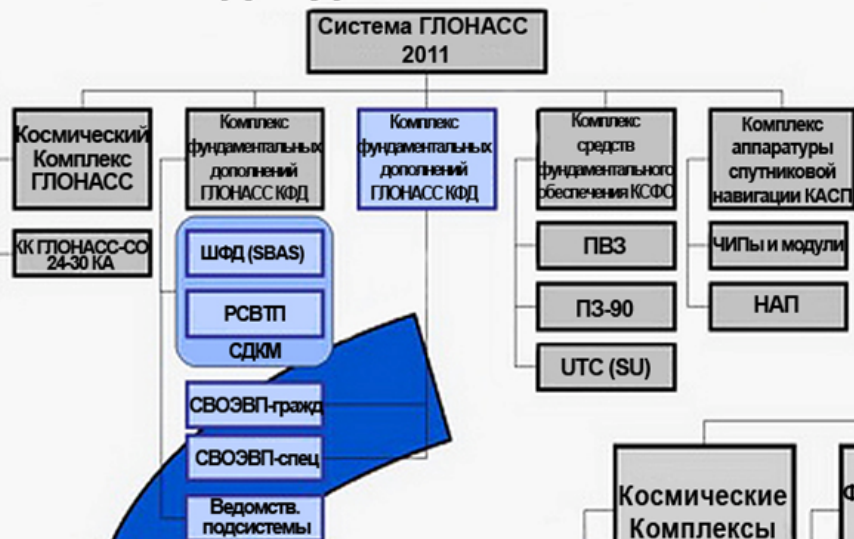 Система ГЛОНАСС
2011
Космический
Комплекс
ГЛОНАСС
Комплекс
фундаментальных
дополнений
ГЛОНАСС КФД
Комплекс
фундаментальных
дополнений
ГЛОНАСС КФД
Комплекс
средств
фундаментального
обеспечения КСФО
Комплекс
аппаратуры
спутниковой
навигации КАСП
КК ГЛОНАСС-СО
24-30 КА
ШФД (SBAS)
РСВТП
СДКМ
СВОЭВП-гражд
СВОЭВП-спец
Ведомств.
подсистемы
ПВЗ
ПЗ-90
UTC (SU)
ЧИПы и модули
НАП
Космические
Комплексы